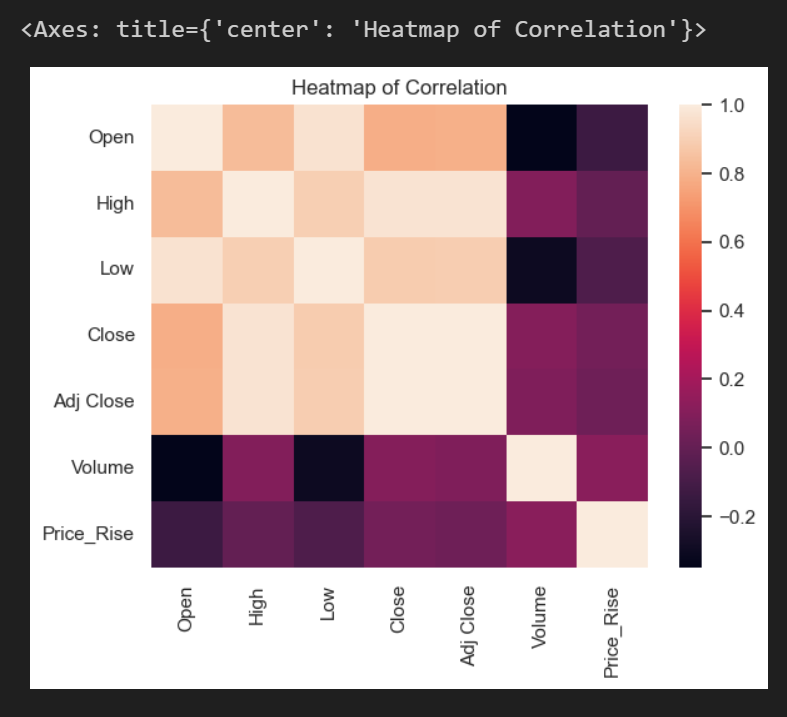 <Axes: title={'center': 'Heatmap of Correlation'}>
Heatmap of Correlation
Open
High
Low
Close
Adj Close
Volume
Price_Rise
Open
High
Low
Close
Adj Close
Volume
Price_Rise
1.0
0.8
0.6
0.4
0.2
0.0
−0.2